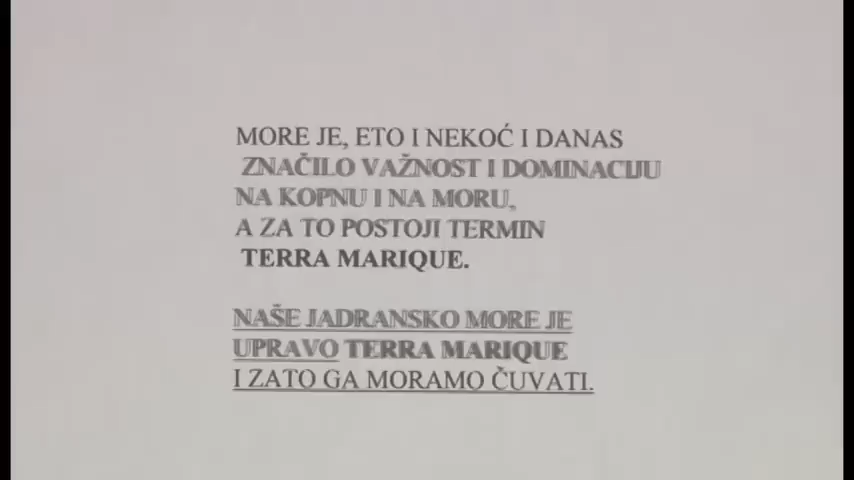 MORE JE, ETO I NEKOĆ I DANAS
ZNAČILO VAŽNOST I DOMINACIJU
NA KOPNU I NA MORU,
A ZA TO POSTOJI TERMIN
TERRA MARIQUE.
NAŠE JADRANSKO MORE JE
UPRAVO TERRA MARIQUE
I ZATO GA MORAMO ČUVATI.